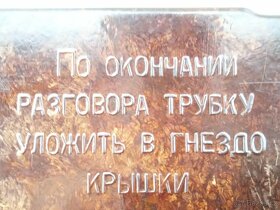 По окончании
разговора трубку
уложить в гнездо
крышки